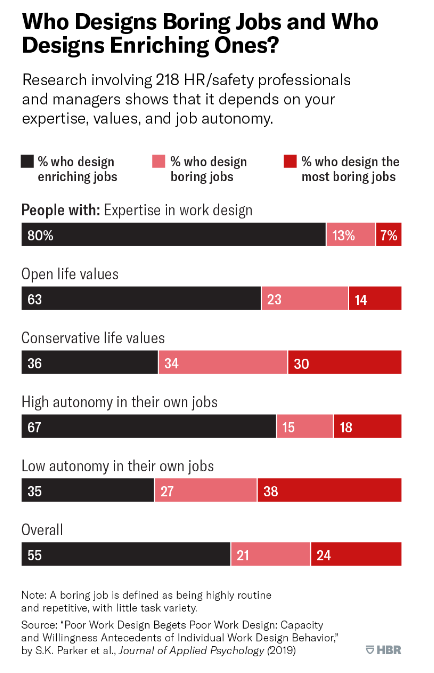 Who Designs Boring Jobs and Who
Designs Enriching Ones?
Research involving 218 HR/safety professionals
and managers shows that it depends on your
expertise, values, and job autonomy.
% who design
enriching jobs
% who design
boring jobs
% who design the
most boring jobs
People with: Expertise in work design
80% 13% 7%
Open life values
63 23 14
Conservative life values
36 34 30
High autonomy in their own jobs
67 15 18
Low autonomy in their own jobs
35 27 38
Overall
55 21 24
Note: A boring job is defined as being highly routine
and repetitive, with little task variety.
Source: “Poor Work Design Begets Poor Work Design: Capacity
and Willingness Antecedents of Individual Work Design Behavior,”
by S.K. Parker et al., Journal of Applied Psychology (2019)
HBR